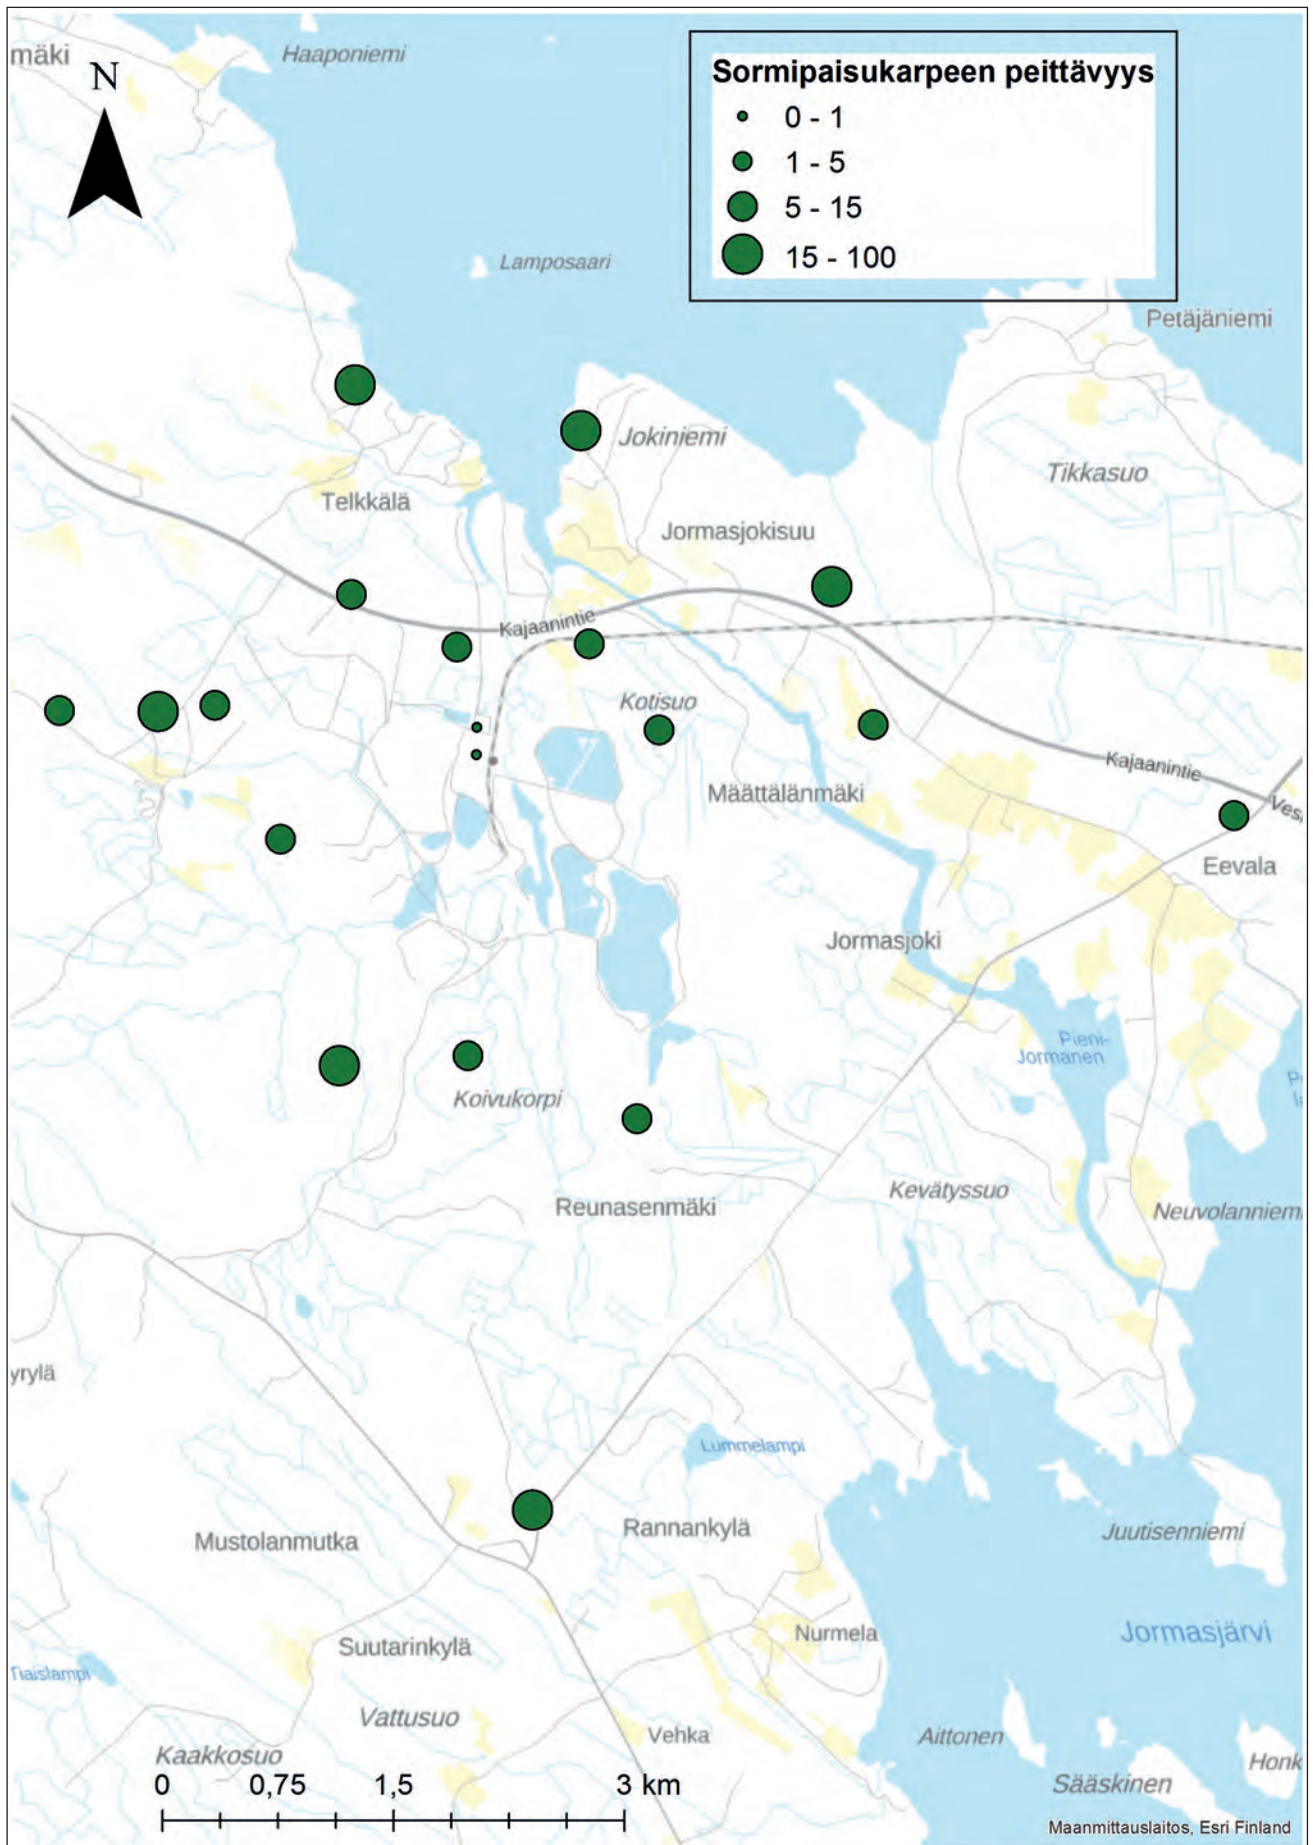 mäki
Haaponiemi
N
Sormipaisukarpeen peittävyys
0 - 1
1 - 5
5 - 15
15 - 100
Lamposaari
Petäjäniemi
Jokiniemi
Tikkasuo
Telkkälä
Jormasjokisuu
Kajaanintie
Kotisuo
Kajaanintie
Määttälänmäki
Eevala
Jormasjoki
Pieni-
Jormanen
Koivukorpi
Kevätyssuo
Reunasenmäki
Neuvolanniemi
yrylä
Lummelampi
Rannankylä
Juutisenniemi
Mustolanmutka
Nurmela
Jormasjärvi
Suutarinkylä
Tiaislampi
Vattusuo
Vehka
Aittonen
Kaakkosuo
Honk
Sääskinen
0 0,75 1,5 3 km
Maanmittauslaitos, Esri Finland